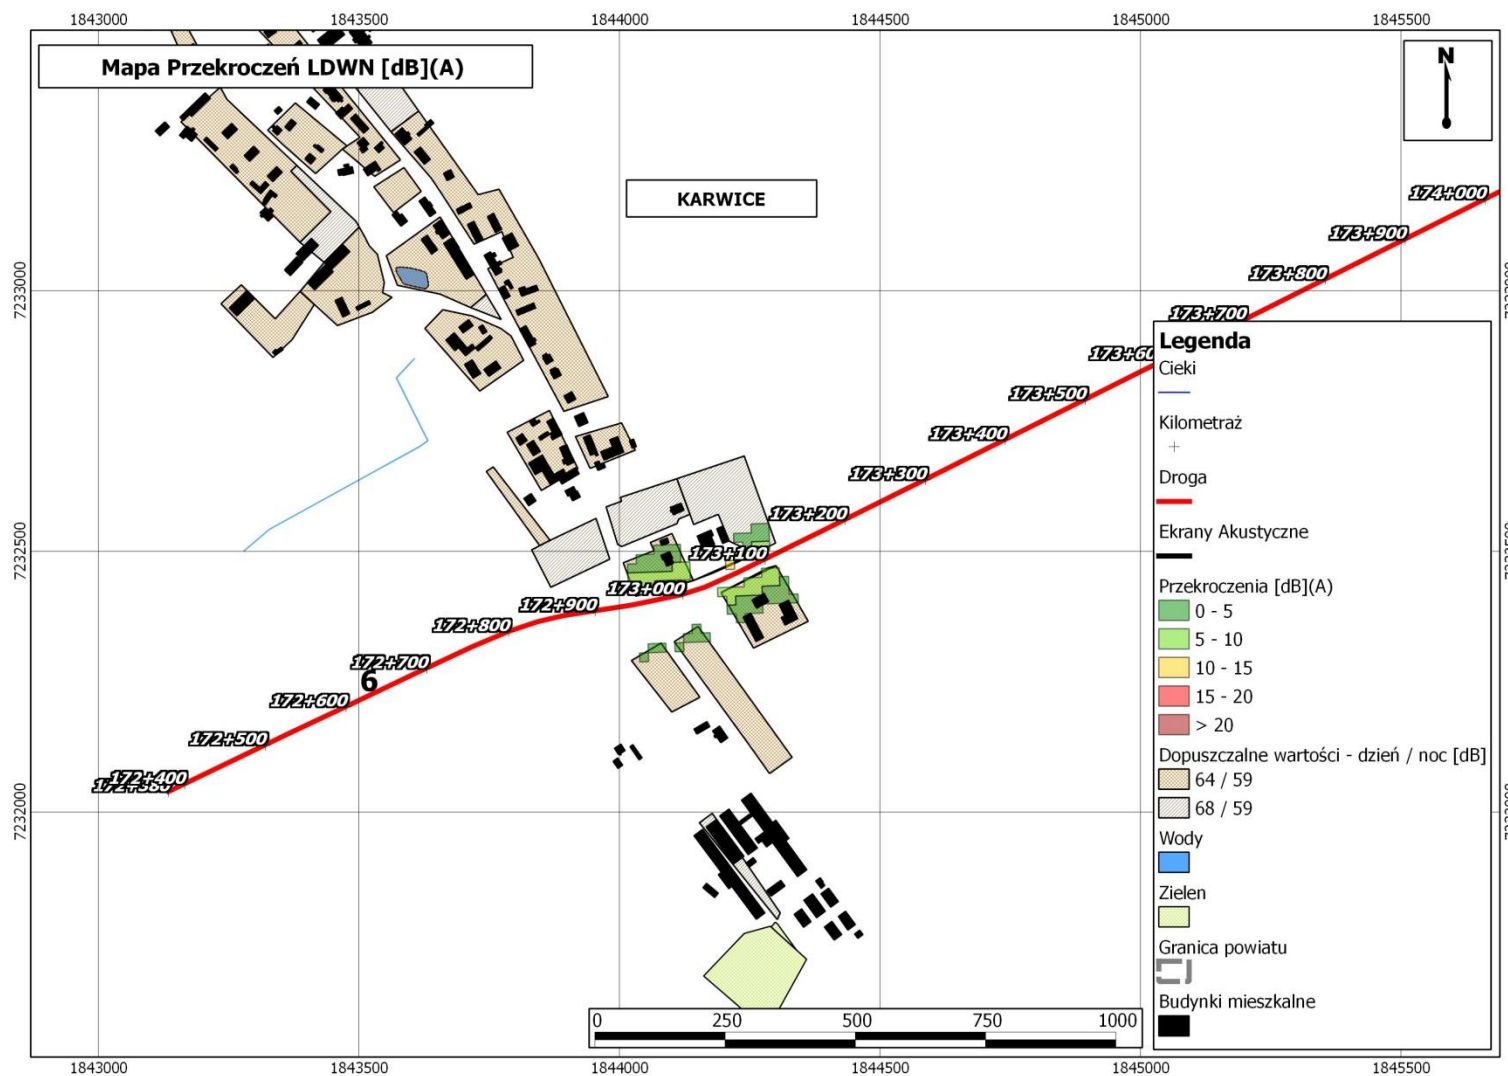 1843000 1843500 1844000 1844500 1845000 1845500
Mapa Przekroczeń LDWN [dB](A)
N
KARWICE
174+000
173+900
173+800
173+700
7233000
173+500
173+400
173+300
173+200
173+100
173+000
172+900
172+800
172+700
6
172+600
172+500
172+400
7232500
7232000
Legenda
Cieki
Kilometraż
Droga
Ekrany Akustyczne
Przekroczenia [dB](A)
0 - 5
5 - 10
10 - 15
15 - 20
> 20
Dopuszczalne wartości - dzień / noc [dB]
64 / 59
68 / 59
Wody
Zielen
Granica powiatu
Budynki mieszkalne
0 250 500 750 1000
1843000 1843500 1844000 1844500 1845000 1845500